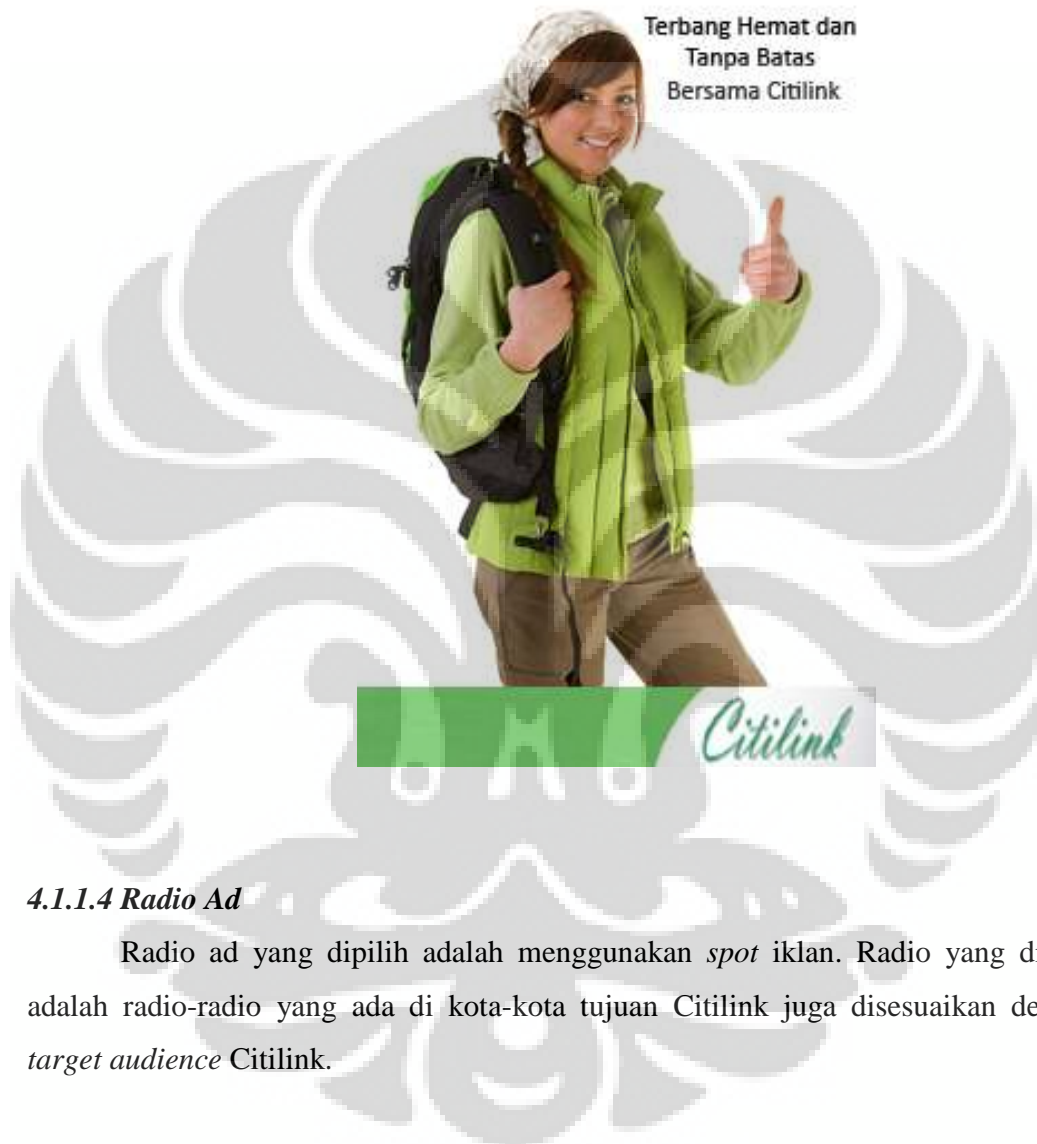 Terbang Hemat dan
Tanpa Batas
Bersama Citilink
Citilink
4.1.1.4 Radio Ad
Radio ad yang dipilih adalah menggunakan spot iklan. Radio yang di
adalah radio-radio yang ada di kota-kota tujuan Citilink juga disesuaikan de
target audience Citilink.